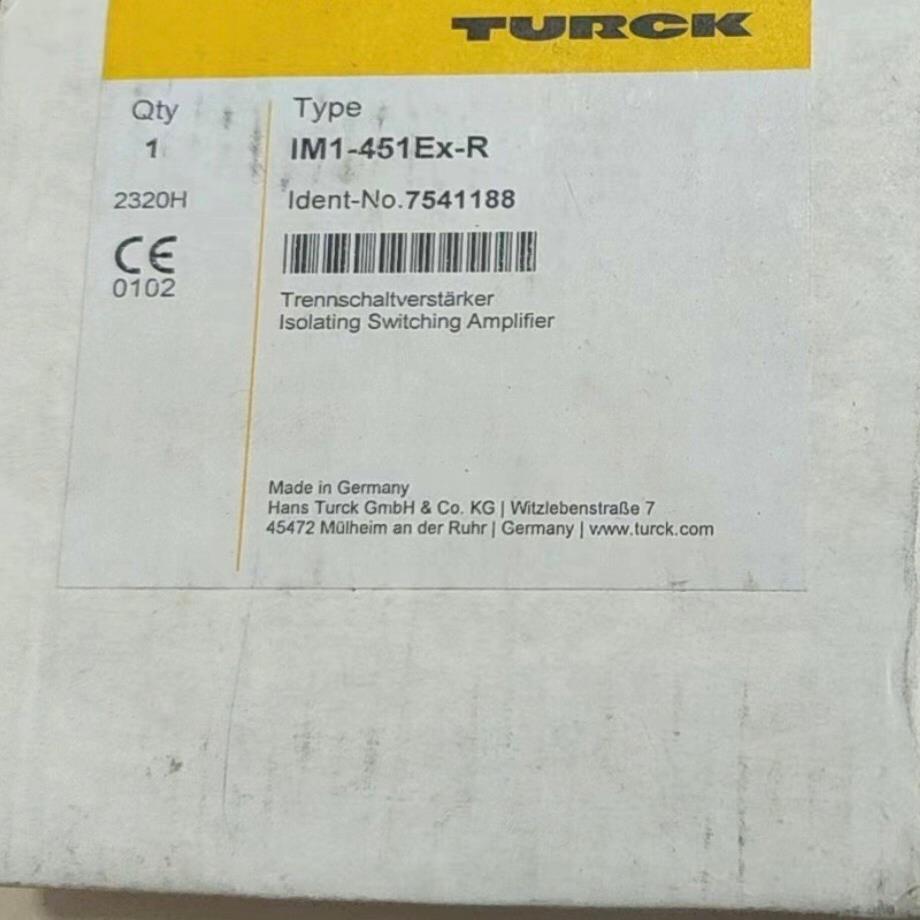 TURCK
Qty
1
2320H
CE
0102
Type
IM1-451Ex-R
Ident-No.7541188
Trennschaltverstärker
Isolating Switching Amplifier
Made in Germany
Hans Turck GmbH & Co. KG | Witzlebenstraße 7
45472 Mülheim an der Ruhr | Germany | www.turck.com